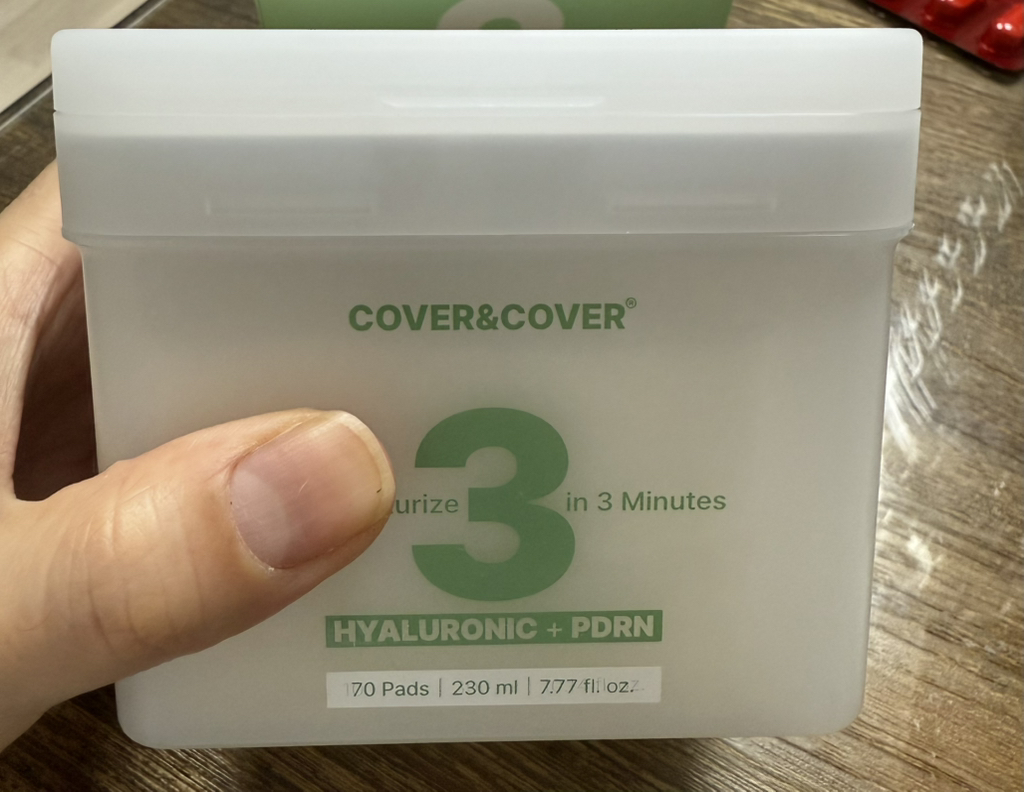 COVER&COVER®
urize 3 in 3 Minutes
HYALURONIC + PDRN
70 Pads | 230 ml | 7.77 fl. oz.